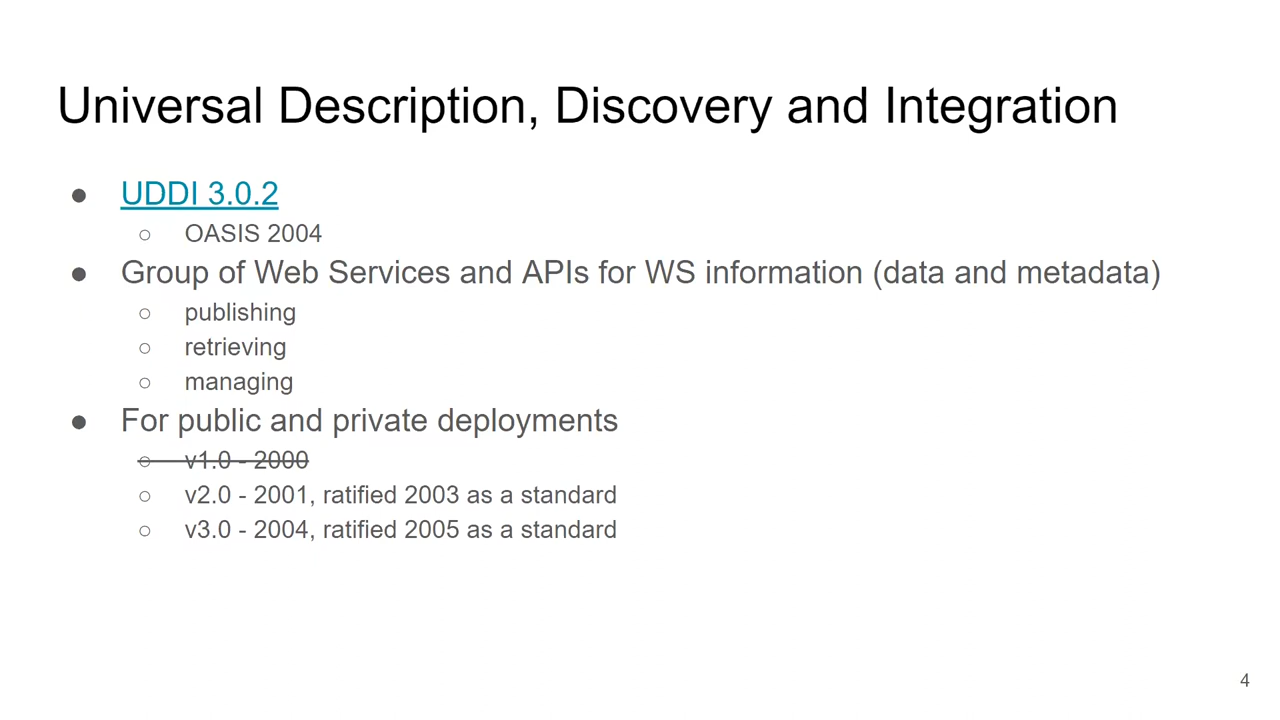 Universal Description, Discovery and Integration
● UDDI 3.0.2
○ OASIS 2004
● Group of Web Services and APIs for WS information (data and metadata)
○ publishing
○ retrieving
○ managing
● For public and private deployments
○ v1.0 - 2000
○ v2.0 - 2001, ratified 2003 as a standard
○ v3.0 - 2004, ratified 2005 as a standard
4